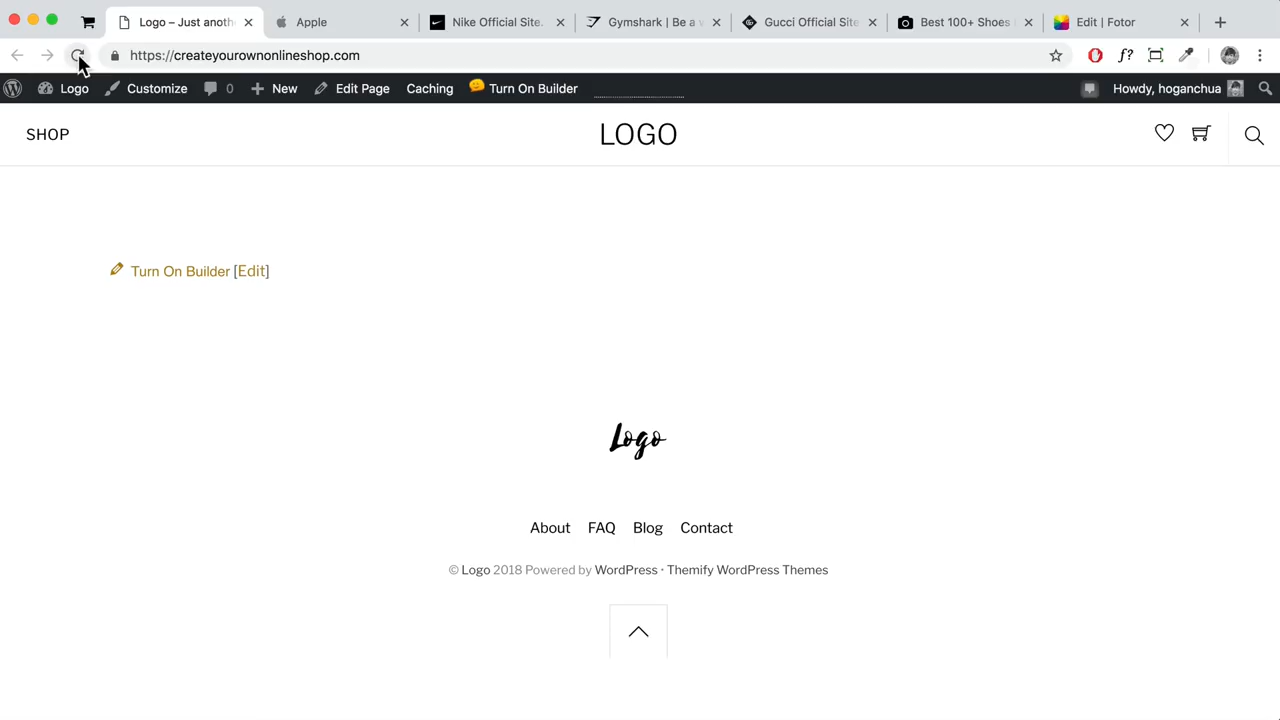 Logo – Just anoth
Apple
Nike Official Site.
Gymshark | Be a v
Gucci Official Site
Best 100+ Shoes
Edit | Fotor
https://createyourownonlineshop.com
f?
Logo
Customize
0
New
Edit Page
Caching
Turn On Builder
Howdy, hoganchua
SHOP
LOGO
Turn On Builder [Edit]
Logo
About FAQ Blog Contact
© Logo 2018 Powered by WordPress · Themify WordPress Themes